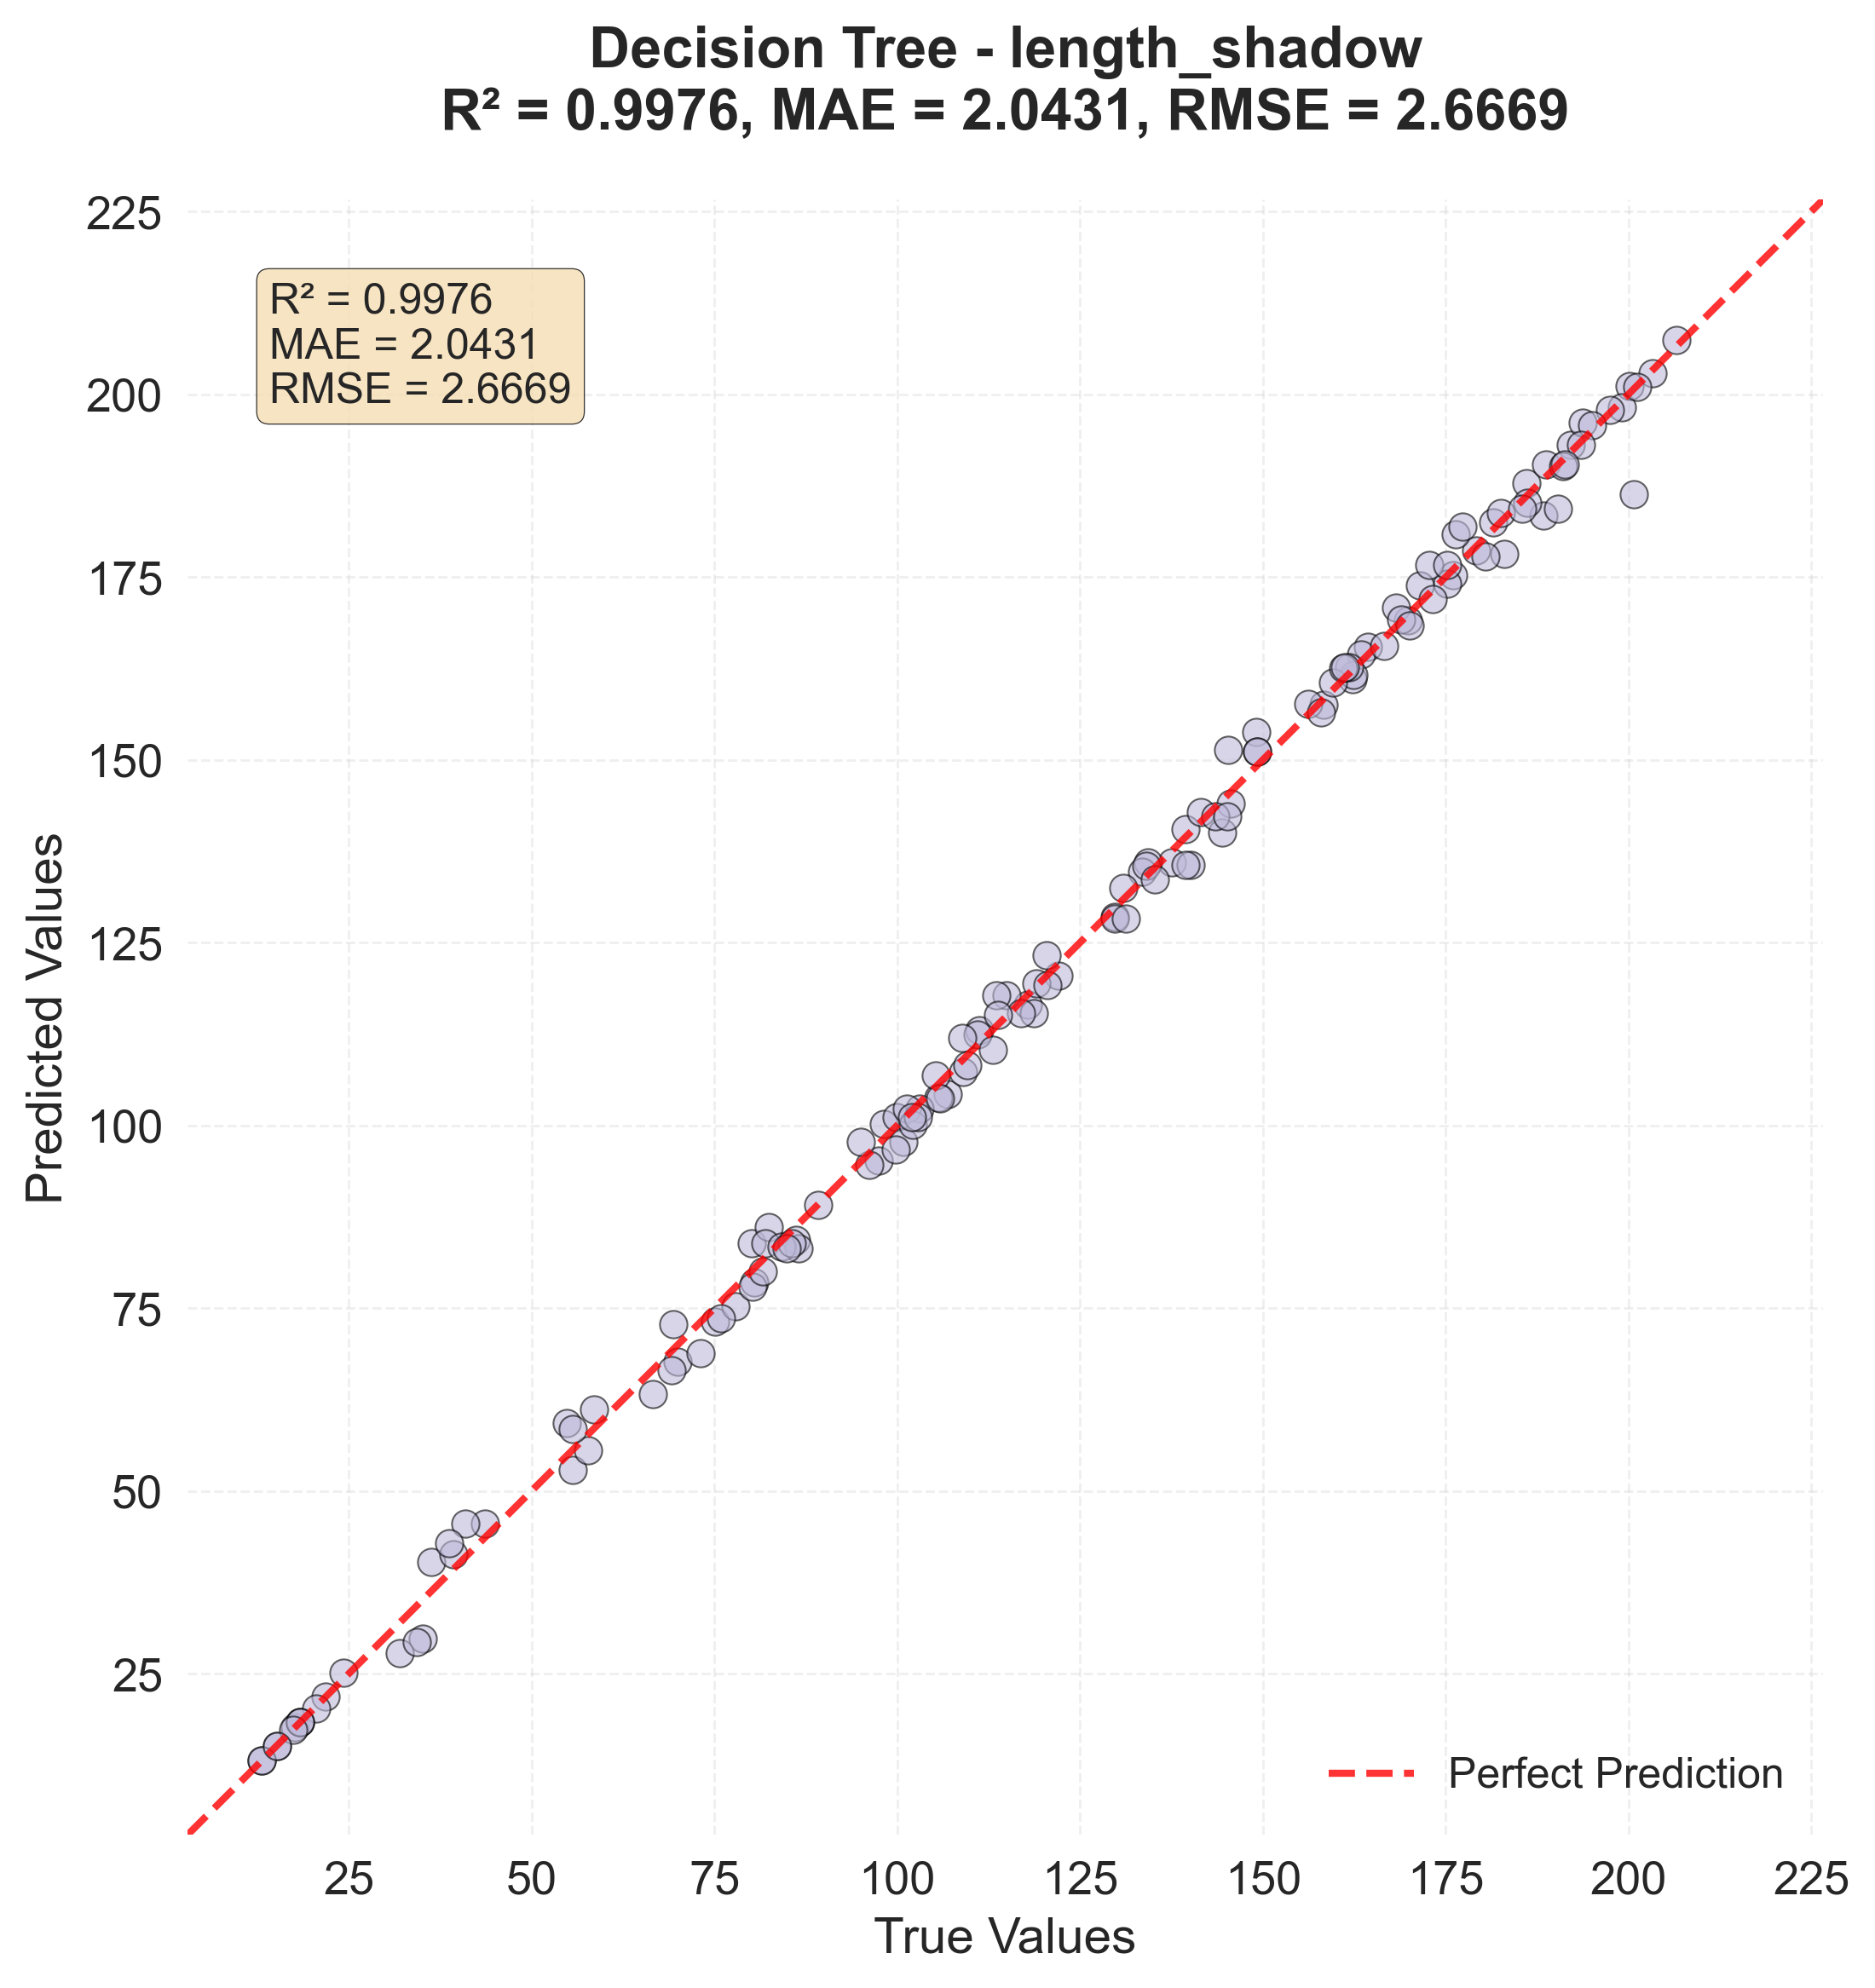 Decision Tree - length_shadow
R² = 0.9976, MAE = 2.0431, RMSE = 2.6669
225
200
175
150
125
100
75
50
25
R² = 0.9976
MAE = 2.0431
RMSE = 2.6669
Predicted Values
Perfect Prediction
25 50 75 100 125 150 175 200 225
True Values